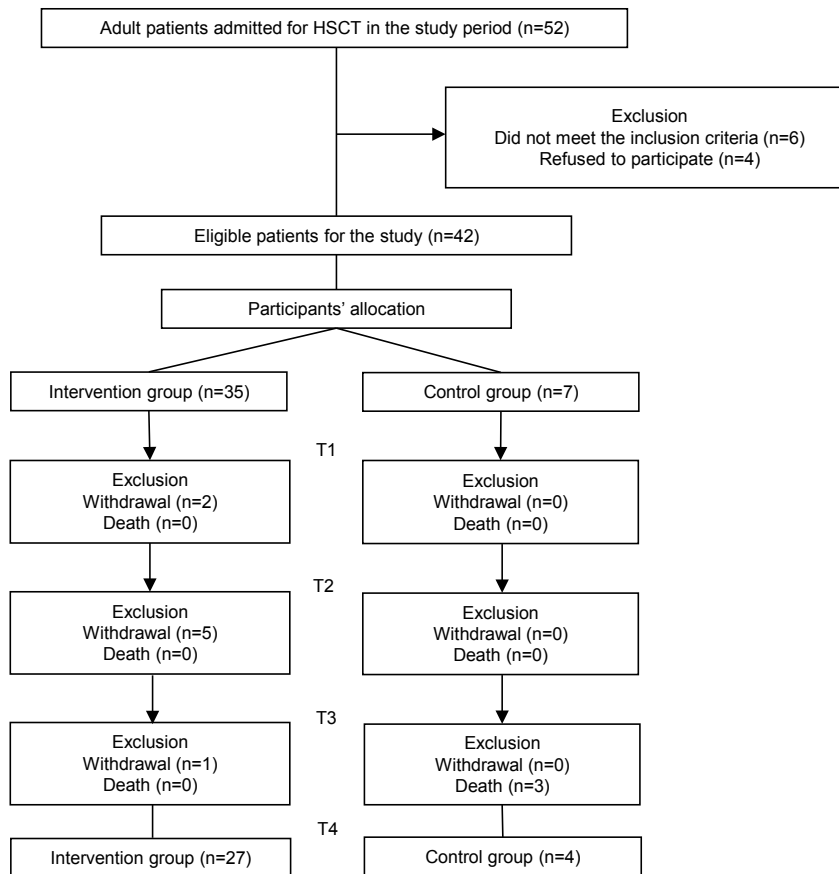 Adult patients admitted for HSCT in the study period (n=52)
Exclusion
Did not meet the inclusion criteria (n=6)
Refused to participate (n=4)
Eligible patients for the study (n=42)
Participants’ allocation
Intervention group (n=35)
Control group (n=7)
T1
Exclusion
Withdrawal (n=2)
Death (n=0)
Exclusion
Withdrawal (n=0)
Death (n=0)
T2
Exclusion
Withdrawal (n=5)
Death (n=0)
Exclusion
Withdrawal (n=0)
Death (n=0)
T3
Exclusion
Withdrawal (n=1)
Death (n=0)
Exclusion
Withdrawal (n=0)
Death (n=3)
T4
Intervention group (n=27)
Control group (n=4)